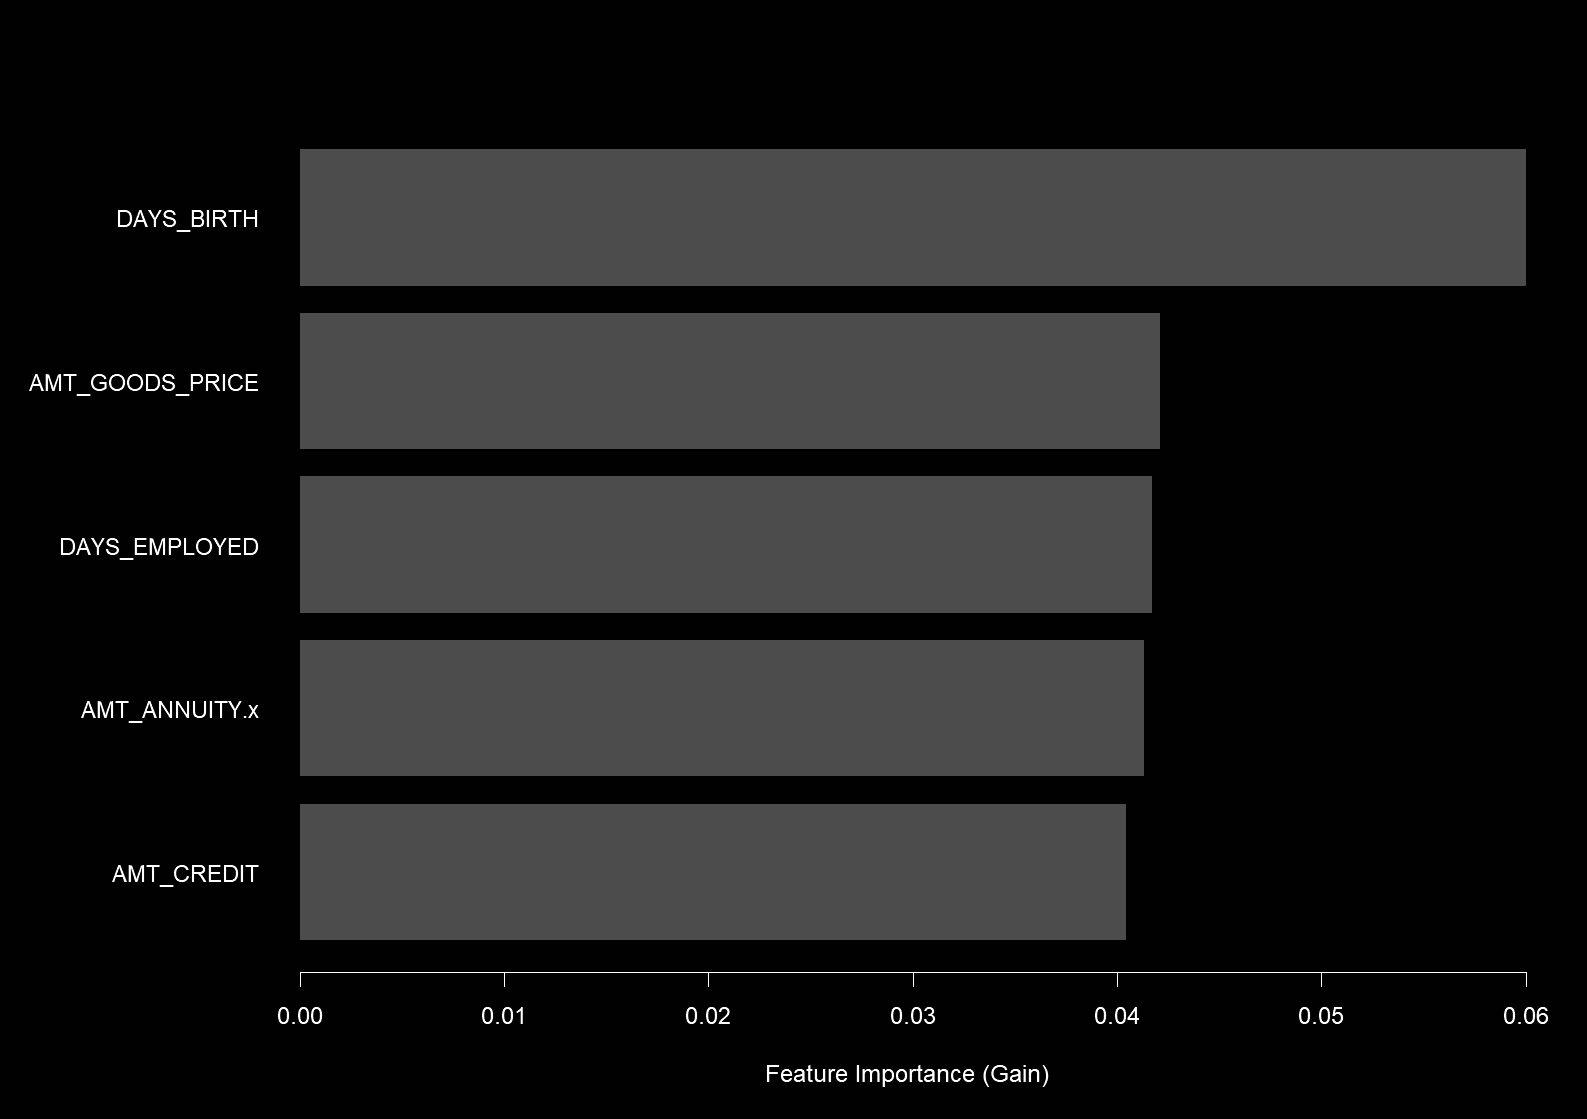 DAYS_BIRTH
AMT_GOODS_PRICE
DAYS_EMPLOYED
AMT_ANNUITY.x
AMT_CREDIT
0.00 0.01 0.02 0.03 0.04 0.05 0.06
Feature Importance (Gain)